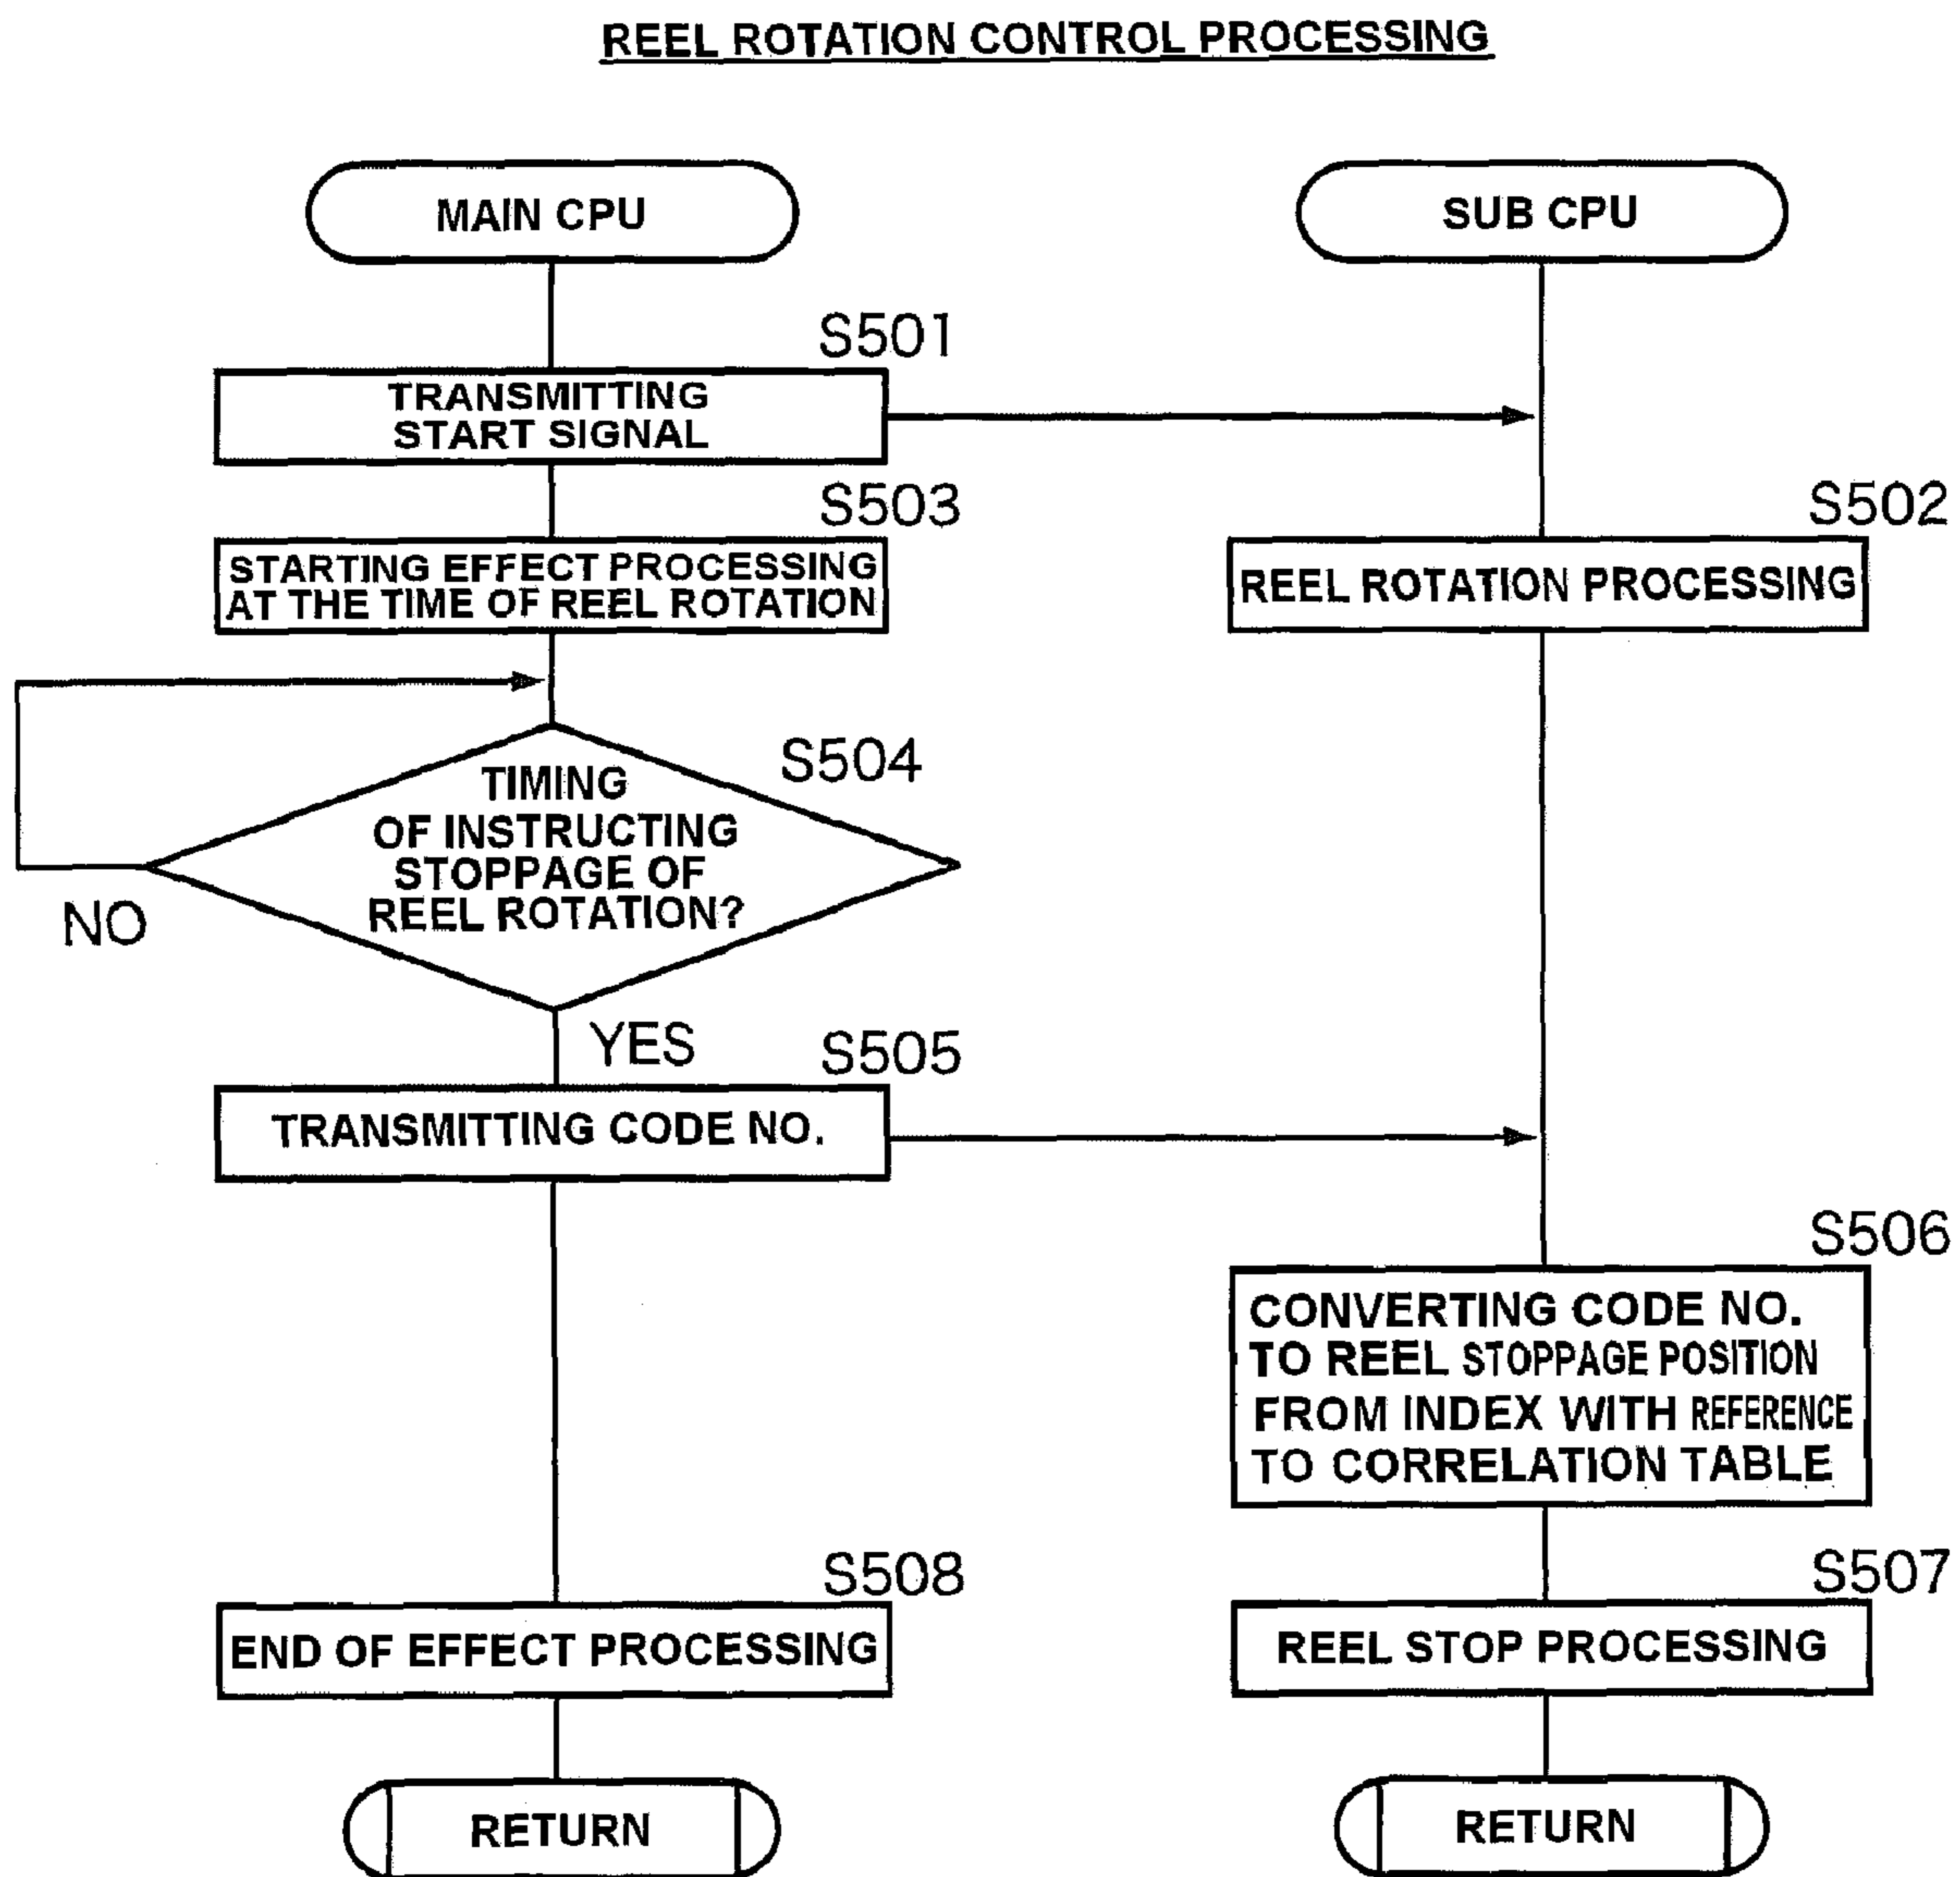 REEL ROTATION CONTROL PROCESSING
MAIN CPU
SUB CPU
S501
TRANSMITTING
START SIGNAL
S503
STARTING EFFECT PROCESSING
AT THE TIME OF REEL ROTATION
S502
REEL ROTATION PROCESSING
S504
TIMING
OF INSTRUCTING
STOPPAGE OF
REEL ROTATION?
NO
YES
S505
TRANSMITTING CODE NO.
S506
CONVERTING CODE NO.
TO REEL STOPPAGE POSITION
FROM INDEX WITH REFERENCE
TO CORRELATION TABLE
S508
END OF EFFECT PROCESSING
S507
REEL STOP PROCESSING
RETURN
RETURN